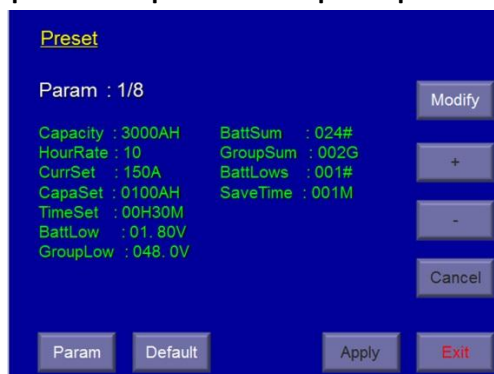 Preset
Param : 1/8
Modify
Capacity : 3000AH
HourRate : 10
CurrSet : 150A
CapaSet : 0100AH
TimeSet : 00H30M
BattLow : 01. 80V
GroupLow : 048. 0V
BattSum : 024#
GroupSum : 002G
BattLows : 001#
SaveTime : 001M
+
-
Cancel
Param
Default
Apply
Exit